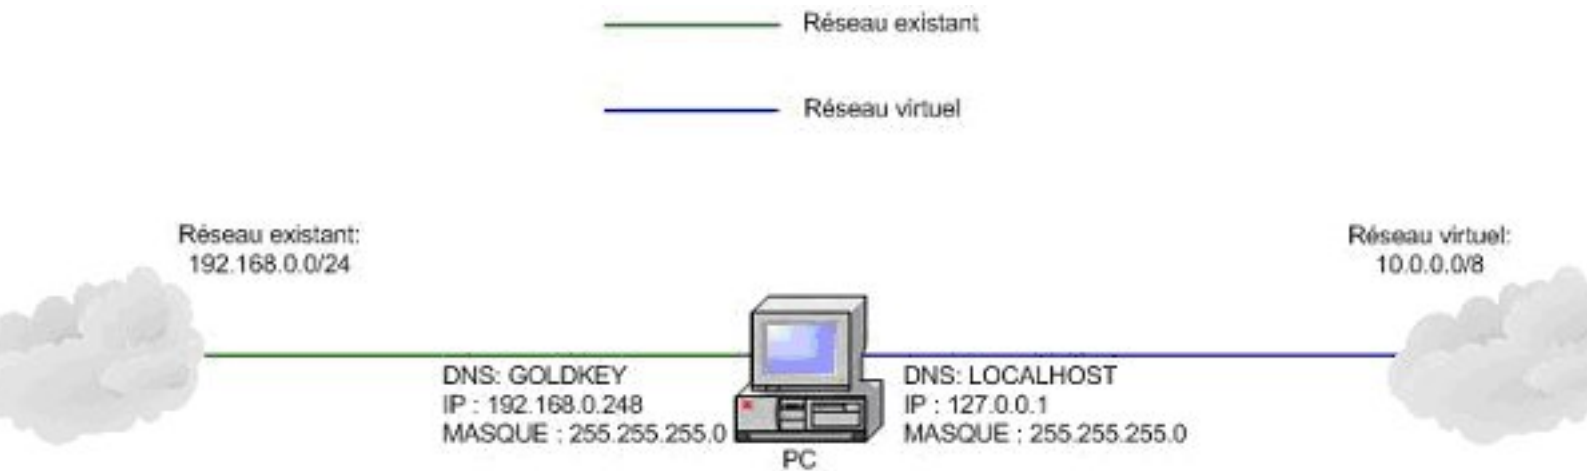 Réseau existant
Réseau virtuel
Réseau existant:
192.168.0.0/24
Réseau virtuel:
10.0.0.0/8
DNS: GOLDKEY
IP : 192.168.0.248
MASQUE : 255.255.255.0
DNS: LOCALHOST
IP : 127.0.0.1
MASQUE : 255.255.255.0
PC